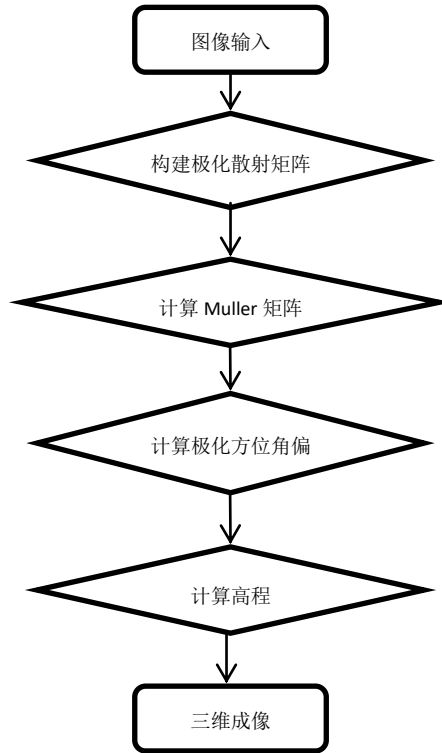 图像输入
构建极化散射矩阵
计算 Muller 矩阵
计算极化方位角偏
计算高程
三维成像